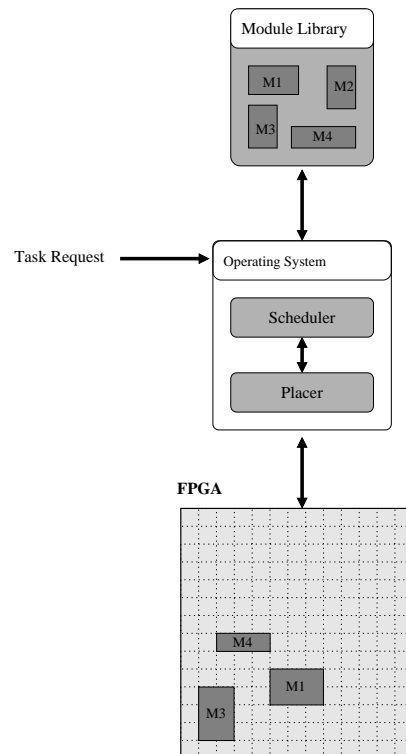 Module Library
M1
M2
M3
M4
Task Request
Operating System
Scheduler
Placer
FPGA
M4
M1
M3